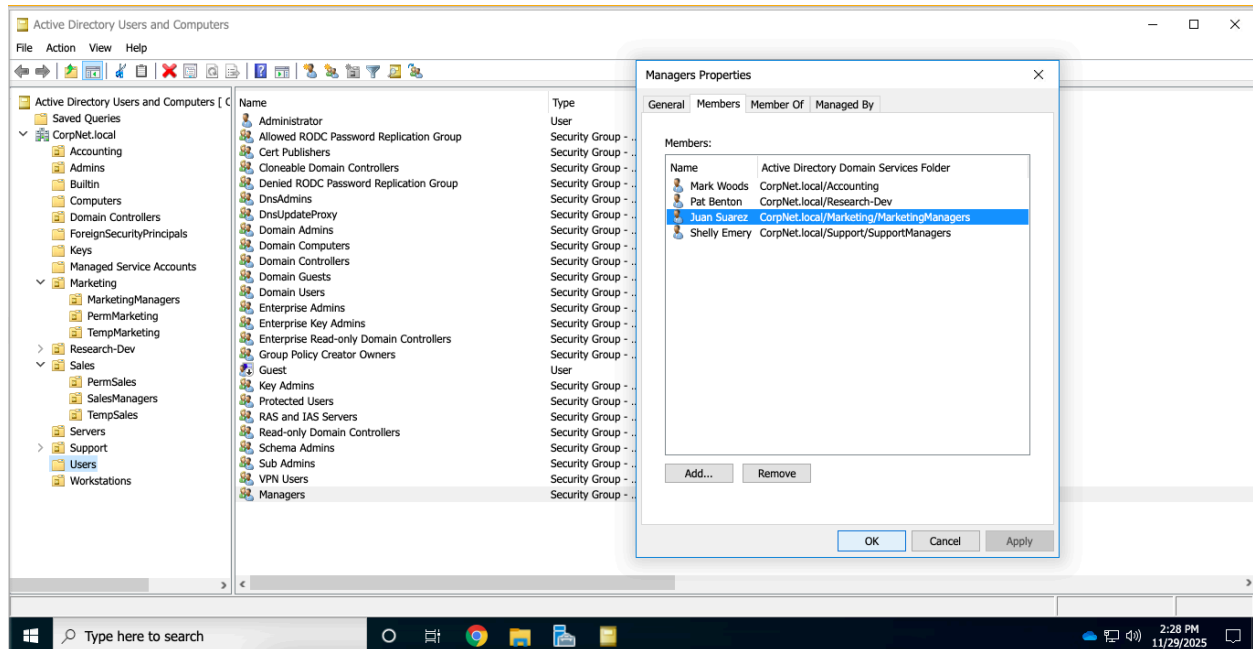 Active Directory Users and Computers
File Action View Help
Active Directory Users and Computers [ C
Saved Queries
CorpNet.local
Accounting
Admins
Builtin
Computers
Domain Controllers
ForeignSecurityPrincipals
Keys
Managed Service Accounts
Marketing
MarketingManagers
PermMarketing
TempMarketing
Research-Dev
Sales
PermSales
SalesManagers
TempSales
Servers
Support
Users
Workstations
Name Type
Administrator User
Allowed RODC Password Replication Group Security Group - ...
Cert Publishers Security Group - ...
Cloneable Domain Controllers Security Group - ...
Denied RODC Password Replication Group Security Group - ...
DnsAdmins Security Group - ...
DnsUpdateProxy Security Group - ...
Domain Admins Security Group - ...
Domain Computers Security Group - ...
Domain Controllers Security Group - ...
Domain Guests Security Group - ...
Domain Users Security Group - ...
Enterprise Admins Security Group - ...
Enterprise Key Admins Security Group - ...
Enterprise Read-only Domain Controllers Security Group - ...
Group Policy Creator Owners Security Group - ...
Guest User
Key Admins Security Group - ...
Protected Users Security Group - ...
RAS and IAS Servers Security Group - ...
Read-only Domain Controllers Security Group - ...
Schema Admins Security Group - ...
Sub Admins Security Group - ...
VPN Users Security Group - ...
Managers Security Group - ...
Managers Properties
General Members Member Of Managed By
Members:
Name Active Directory Domain Services Folder
Mark Woods CorpNet.local/Accounting
Pat Benton CorpNet.local/Research-Dev
Juan Suarez CorpNet.local/Marketing/MarketingManagers
Shelly Emery CorpNet.local/Support/SupportManagers
Add... Remove
OK Cancel Apply
Type here to search
2:28 PM
11/29/2025